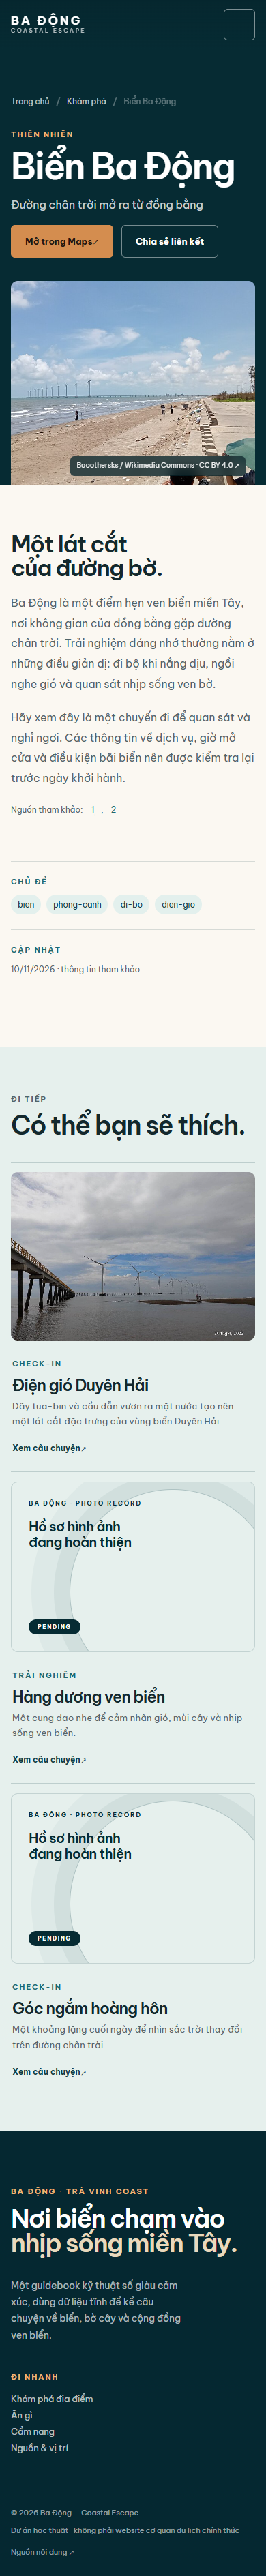 BA ĐỘNG
COASTAL ESCAPE
Trang chủ / Khám phá / Biển Ba Động
THIÊN NHIÊN
Biển Ba Động
Đường chân trời mở ra từ đồng bằng
Mở trong Maps↗
Chia sẻ liên kết
Baoothersks / Wikimedia Commons · CC BY 4.0 ↗
Một lát cắt
của đường bờ.
Ba Động là một điểm hẹn ven biển miền Tây,
nơi không gian của đồng bằng gặp đường
chân trời. Trải nghiệm đáng nhớ thường nằm ở
những điều giản dị: đi bộ khi nắng dịu, ngồi
nghe gió và quan sát nhịp sống ven bờ.
Hãy xem đây là một chuyến đi để quan sát và
nghỉ ngơi. Các thông tin về dịch vụ, giờ mở
cửa và điều kiện bãi biển nên được kiểm tra lại
trước ngày khởi hành.
Nguồn tham khảo: 1 , 2
CHỦ ĐỀ
bien phong-canh di-bo dien-gio
CẬP NHẬT
10/11/2026 · thông tin tham khảo
ĐI TIẾP
Có thể bạn sẽ thích.
CHECK-IN
Điện gió Duyên Hải
Dãy tua-bin và cầu dẫn vươn ra mặt nước tạo nên
một lát cắt đặc trưng của vùng biển Duyên Hải.
Xem câu chuyện↗
BA ĐỘNG · PHOTO RECORD
Hồ sơ hình ảnh
đang hoàn thiện
PENDING
TRẢI NGHIỆM
Hàng dương ven biển
Một cung dạo nhẹ để cảm nhận gió, mùi cây và nhịp
sống ven biển.
Xem câu chuyện↗
BA ĐỘNG · PHOTO RECORD
Hồ sơ hình ảnh
đang hoàn thiện
PENDING
CHECK-IN
Góc ngắm hoàng hôn
Một khoảng lặng cuối ngày để nhìn sắc trời thay đổi
trên đường chân trời.
Xem câu chuyện↗
BA ĐỘNG · TRÀ VINH COAST
Nơi biển chạm vào
nhịp sống miền Tây.
Một guidebook kỹ thuật số giàu cảm
xúc, dùng dữ liệu tĩnh để kể câu
chuyện về biển, bờ cây và cộng đồng
ven biển.
ĐI NHANH
Khám phá địa điểm
Ăn gì
Cẩm nang
Nguồn & vị trí
© 2026 Ba Động — Coastal Escape
Dự án học thuật · không phải website cơ quan du lịch chính thức
Nguồn nội dung ↗